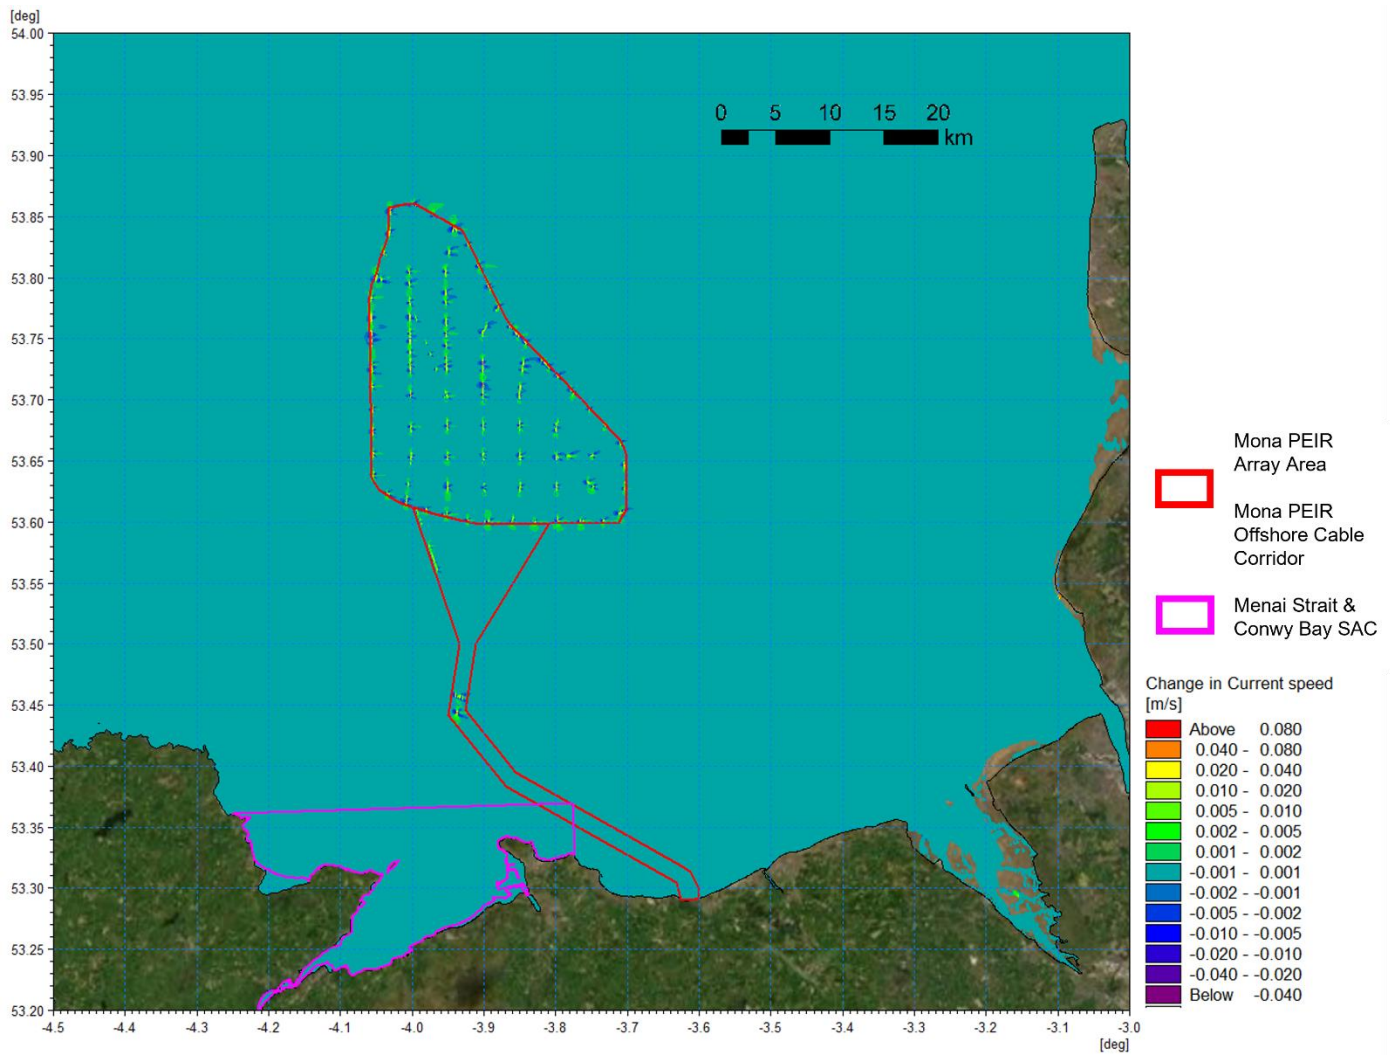 [deg]
54.00
53.95
53.90
53.85
53.80
53.75
53.70
53.65
53.60
53.55
53.50
53.45
53.40
53.35
53.30
53.25
53.20
-4.5 -4.4 -4.3 -4.2 -4.1 -4.0 -3.9 -3.8 -3.7 -3.6 -3.5 -3.4 -3.3 -3.2 -3.1 -3.0
[deg]
0 5 10 15 20
km
Mona PEIR
Array Area
Mona PEIR
Offshore Cable
Corridor
Menai Strait &
Conwy Bay SAC
Change in Current speed
[m/s]
Above 0.080
0.040 - 0.080
0.020 - 0.040
0.010 - 0.020
0.005 - 0.010
0.002 - 0.005
0.001 - 0.002
-0.001 - 0.001
-0.002 - -0.001
-0.005 - -0.002
-0.010 - -0.005
-0.020 - -0.010
-0.040 - -0.020
Below -0.040